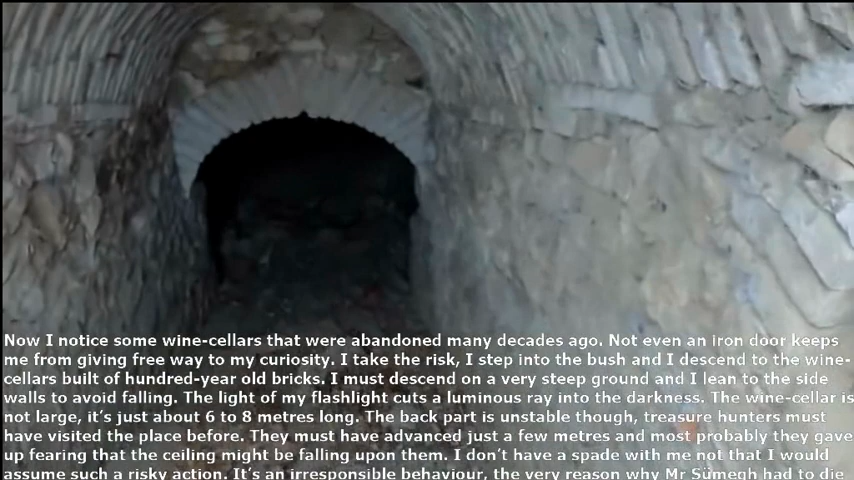 Now I notice some wine-cellars that were abandoned many decades ago. Not even an iron door keeps
me from giving free way to my curiosity. I take the risk, I step into the bush and I descend to the wine-
cellars built of hundred-year old bricks. I must descend on a very steep ground and I lean to the side
walls to avoid falling. The light of my flashlight cuts a luminous ray into the darkness. The wine-cellar is
not large, it's just about 6 to 8 metres long. The back part is unstable though, treasure hunters must
have visited the place before. They must have advanced just a few metres and most probably they gave
up fearing that the ceiling might be falling upon them. I don't have a spade with me not that I would
assume such a risky action. It's an irresponsible behaviour, the very reason why Mr Sümegh had to die